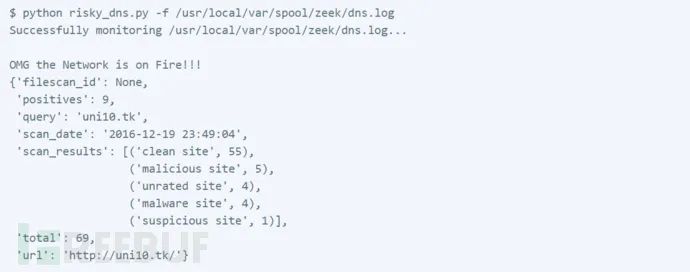 $ python risky_dns.py -f /usr/local/var/spool/zeek/dns.log
Successfully monitoring /usr/local/var/spool/zeek/dns.log...
OMG the Network is on Fire!!!
{'filescan_id': None,
'positives': 9,
'query': 'uni10.tk',
'scan_date': '2016-12-19 23:49:04',
'scan_results': [('clean site', 55),
('malicious site', 5),
('unrated site', 4),
('malware site', 4),
('suspicious site', 1)],
'total': 69,
'url': 'http://uni10.tk/'}
REEBUF